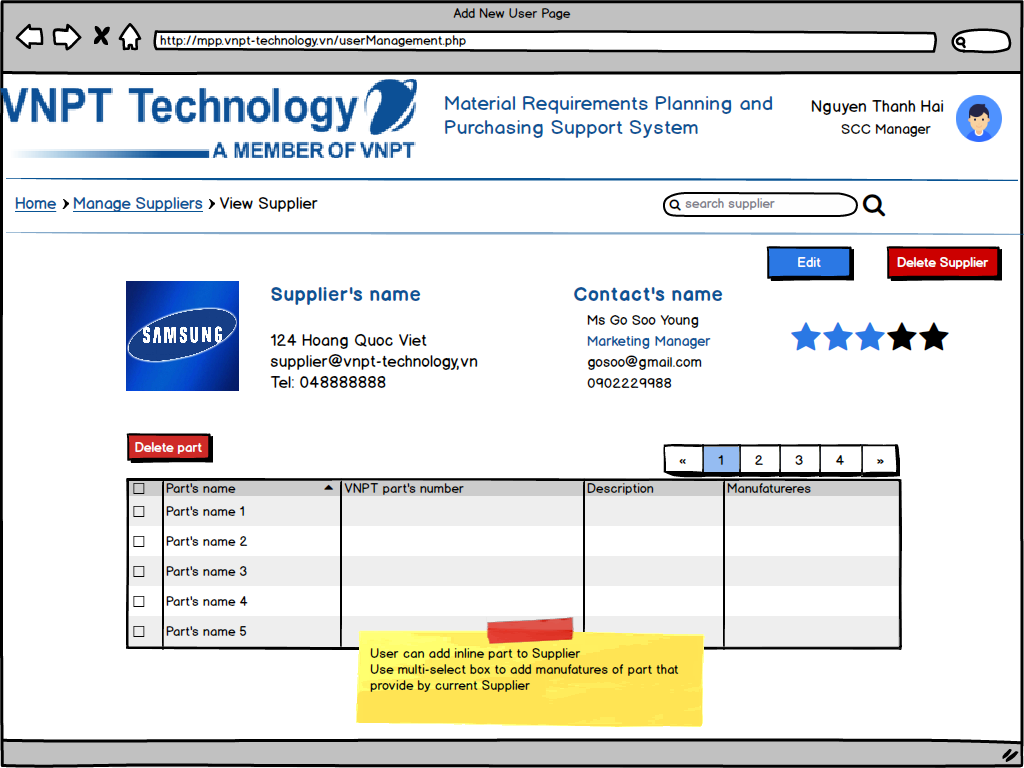 Add New User Page
http://mpp.vnpt-technology.vn/userManagement.php
VNPT Technology
A MEMBER OF VNPT
Material Requirements Planning and
Purchasing Support System
Nguyen Thanh Hai
SCC Manager
Home > Manage Suppliers > View Supplier
search supplier
Edit
Delete Supplier
SAMSUNG
Supplier's name
124 Hoang Quoc Viet
supplier@vnpt-technology,vn
Tel: 048888888
Contact's name
Ms Go Soo Young
Marketing Manager
gosoo@gmail.com
0902229988
Delete part
« 1 2 3 4 »
Part's name VNPT part's number Description Manufatureres
Part's name 1
Part's name 2
Part's name 3
Part's name 4
Part's name 5
User can add inline part to Supplier
Use multi-select box to add manufatures of part that
provide by current Supplier